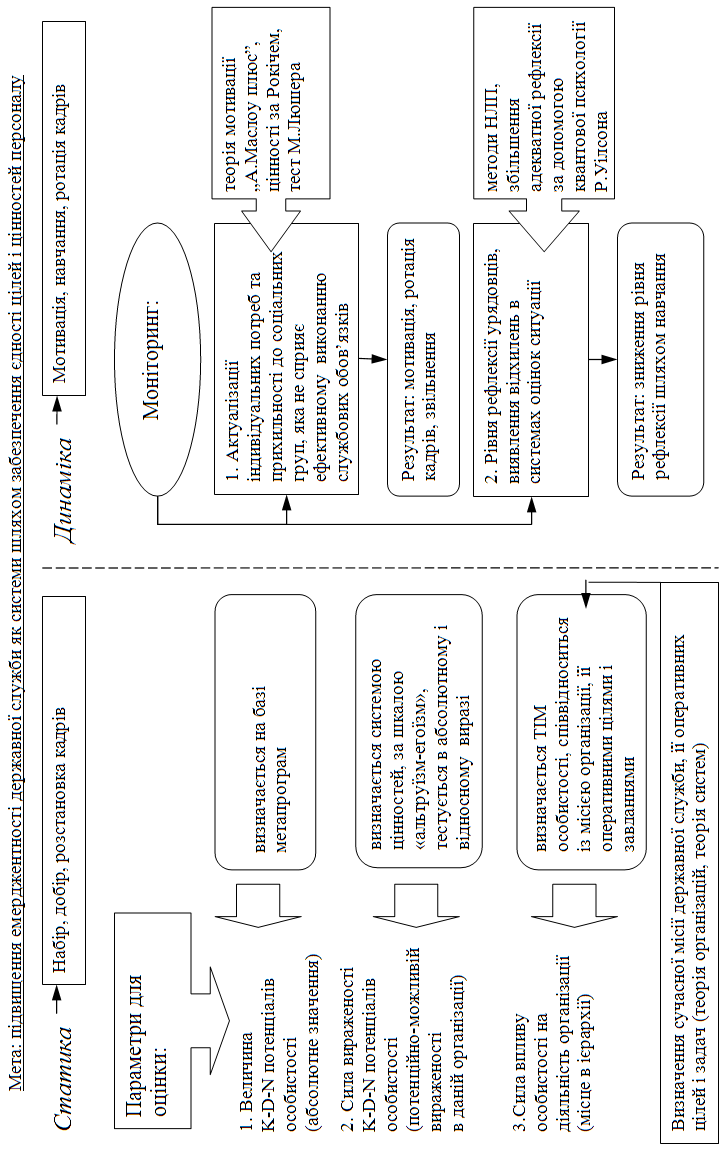 Мета: підвищення емерджентності державної служби як системи шляхом забезпечення єдності цілей і цінностей персоналу
Статика
Набір, добір, розстановка кадрів
Параметри для
оцінки:
1. Величина
K-D-N потенціалів
особистості
(абсолютне значення)
визначається на базі
метапрограм
2. Сила вираженості
K-D-N потенціалів
особистості
(потенційно-можливій
вираженості
в даній організації)
визначається системою
цінностей, за шкалою
«альтруїзм-егоїзм»,
тестується в абсолютному і
відносному виразі
3.Сила впливу
особистості на
діяльність організації
(місце в ієрархії)
визначається ТІМ
особистості, співвідноситься
із місією організації, її
оперативними цілями і
завданнями
Визначення сучасної місії державної служби, її оперативних
цілей і задач (теорія організацій, теорія систем)
Динаміка
Мотивація, навчання, ротація кадрів
Моніторинг:
1. Актуалізації
індивідуальних потреб та
прихильності до соціальних
груп, яка не сприяє
ефективному виконанню
службових обов’язків
теорія мотивації
„А.Маслоу плюс”,
цінності за Рокічем,
тест М.Люшера
Результат: мотивація, ротація
кадрів, звільнення
2. Рівня рефлексії урядовців,
виявлення відхилень в
системах оцінок ситуації
методи НЛП,
збільшення
адекватної рефлексії
за допомогою
квантової психології
Р.Уілсона
Результат: зниження рівня
рефлексії шляхом навчання